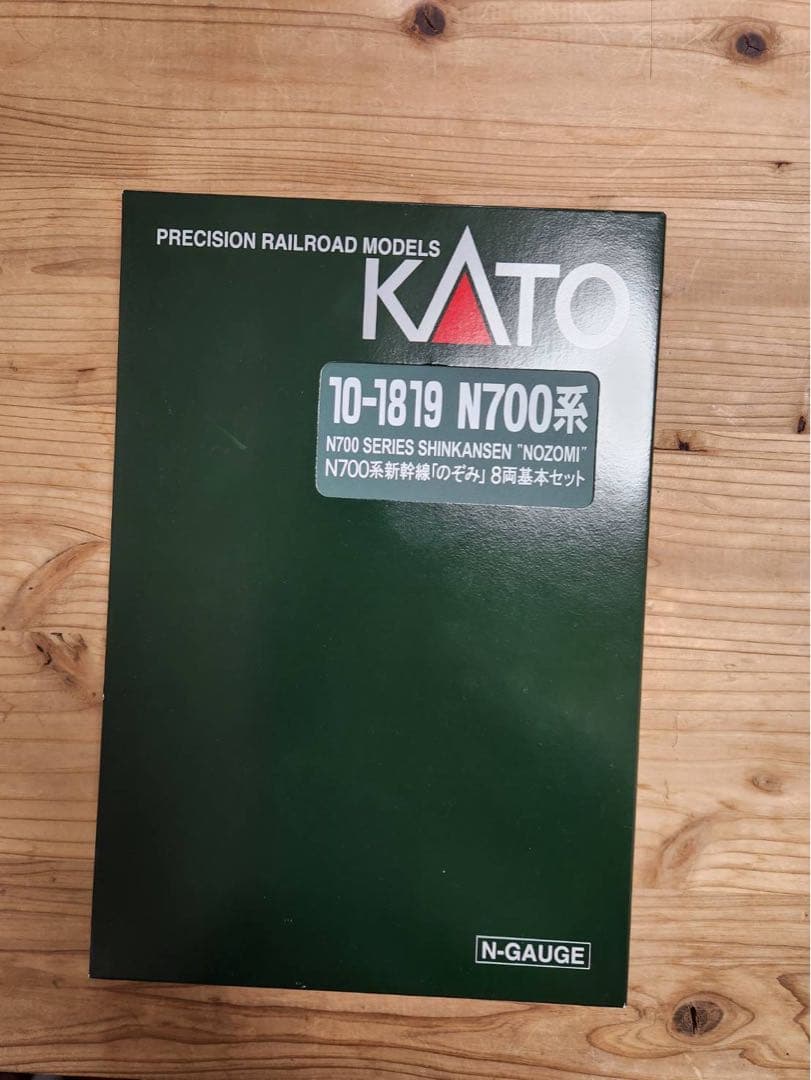 PRECISION RAILROAD MODELS
KATO
10-1819 N700系
N700 SERIES SHINKANSEN "NOZOMI"
N700系新幹線「のぞみ」8両基本セット
N-GAUGE